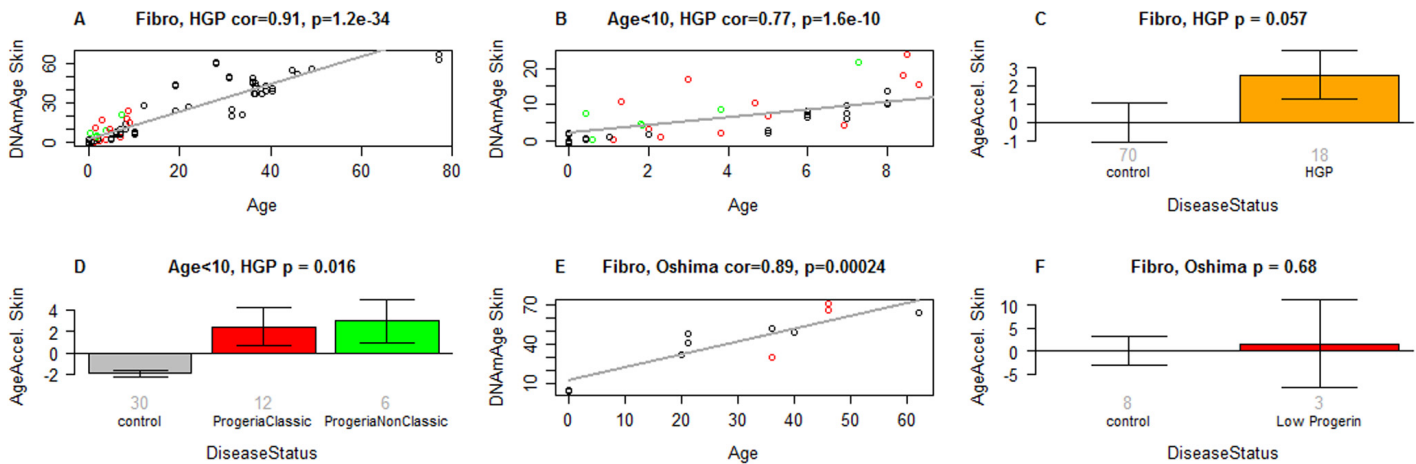 A Fibro, HGP cor=0.91, p=1.2e-34
DNAmAge Skin
0 30 60
0 20 40 60 80
Age
B Age<10, HGP cor=0.77, p=1.6e-10
DNAmAge Skin
0 10 20
0 2 4 6 8
Age
C Fibro, HGP p = 0.057
AgeAccel. Skin
-1 0 1 2 3
70 18
control HGP
DiseaseStatus
D Age<10, HGP p = 0.016
AgeAccel. Skin
-2 0 2 4
30 12 6
control ProgeriaClassic ProgeriaNonClassic
DiseaseStatus
E Fibro, Oshima cor=0.89, p=0.00024
DNAmAge Skin
10 40 70
0 20 40 60
Age
F Fibro, Oshima p = 0.68
AgeAccel. Skin
-5 0 5 10
8 3
control Low Progerin
DiseaseStatus